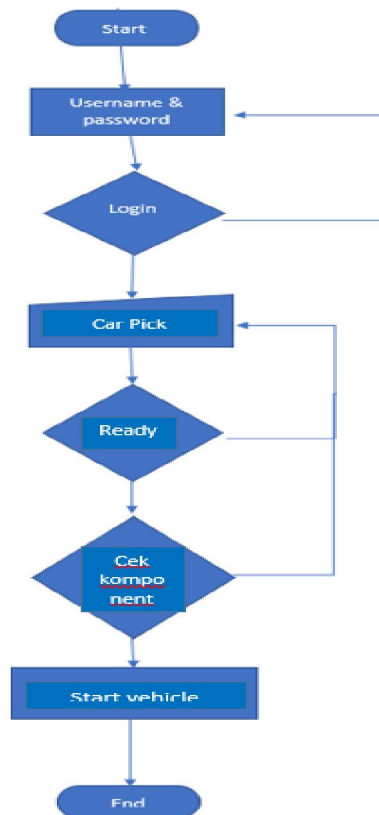 Start
Username &
password
Login
Car Pick
Ready
Cek
kompo
nent
Start vehicle
End